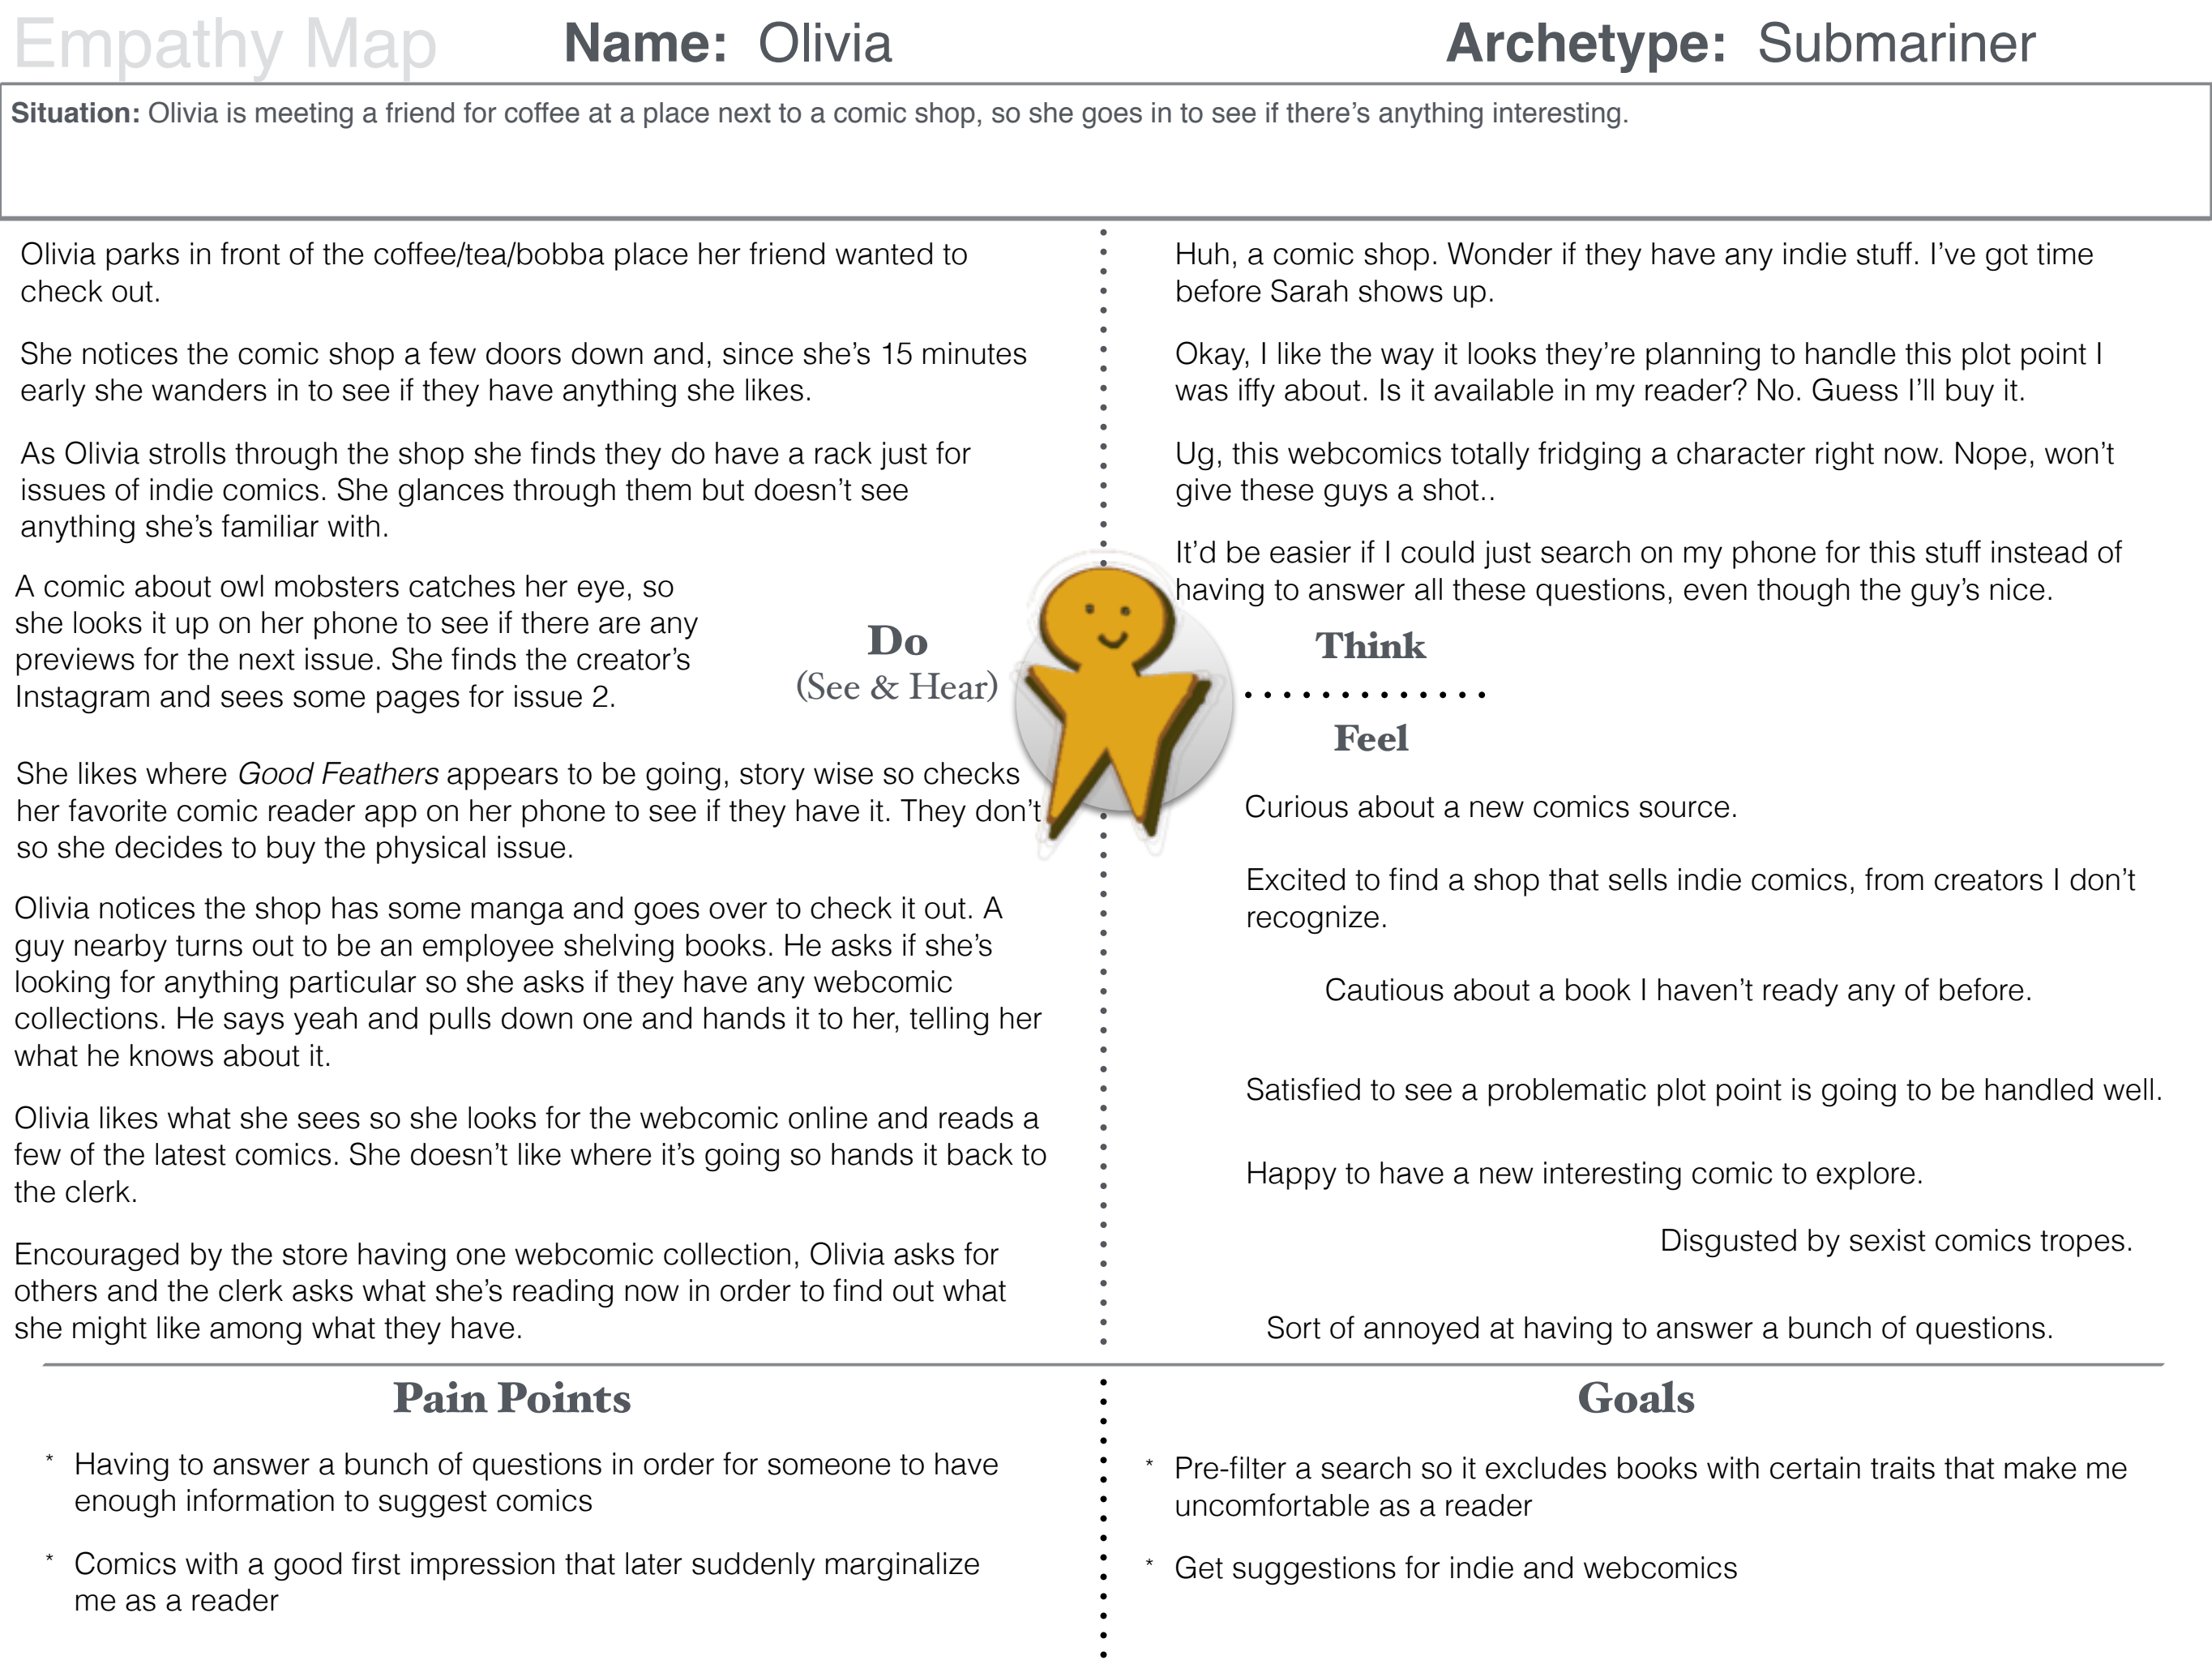 Empathy Map
Name: Olivia
Archetype: Submariner
Situation: Olivia is meeting a friend for coffee at a place next to a comic shop, so she goes in to see if there's anything interesting.
Olivia parks in front of the coffee/tea/bobba place her friend wanted to
check out.
She notices the comic shop a few doors down and, since she's 15 minutes
early she wanders in to see if they have anything she likes.
As Olivia strolls through the shop she finds they do have a rack just for
issues of indie comics. She glances through them but doesn't see
anything she's familiar with.
A comic about owl mobsters catches her eye, so
she looks it up on her phone to see if there are any
previews for the next issue. She finds the creator's
Instagram and sees some pages for issue 2.
Do
(See & Hear)
She likes where Good Feathers appears to be going, story wise so checks
her favorite comic reader app on her phone to see if they have it. They don't
so she decides to buy the physical issue.
Olivia notices the shop has some manga and goes over to check it out. A
guy nearby turns out to be an employee shelving books. He asks if she's
looking for anything particular so she asks if they have any webcomic
collections. He says yeah and pulls down one and hands it to her, telling her
what he knows about it.
Olivia likes what she sees so she looks for the webcomic online and reads a
few of the latest comics. She doesn't like where it's going so hands it back to
the clerk.
Encouraged by the store having one webcomic collection, Olivia asks for
others and the clerk asks what she's reading now in order to find out what
she might like among what they have.
Huh, a comic shop. Wonder if they have any indie stuff. I've got time
before Sarah shows up.
Okay, I like the way it looks they're planning to handle this plot point I
was iffy about. Is it available in my reader? No. Guess I'll buy it.
Ug, this webcomics totally fridging a character right now. Nope, won't
give these guys a shot..
It'd be easier if I could just search on my phone for this stuff instead of
having to answer all these questions, even though the guy's nice.
Think
Feel
Curious about a new comics source.
Excited to find a shop that sells indie comics, from creators I don't
recognize.
Cautious about a book I haven't ready any of before.
Satisfied to see a problematic plot point is going to be handled well.
Happy to have a new interesting comic to explore.
Disgusted by sexist comics tropes.
Sort of annoyed at having to answer a bunch of questions.
Pain Points
* Having to answer a bunch of questions in order for someone to have
enough information to suggest comics
* Comics with a good first impression that later suddenly marginalize
me as a reader
Goals
* Pre-filter a search so it excludes books with certain traits that make me
uncomfortable as a reader
* Get suggestions for indie and webcomics